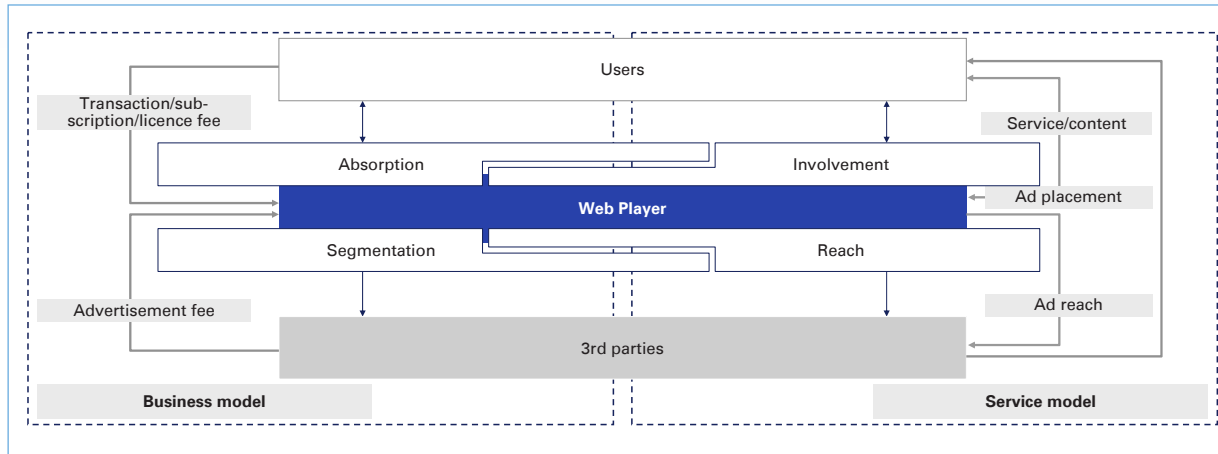 Users
Transaction/sub-
scription/licence fee
Service/content
Absorption
Involvement
Web Player
Ad placement
Segmentation
Reach
Advertisement fee
Ad reach
3rd parties
Business model
Service model